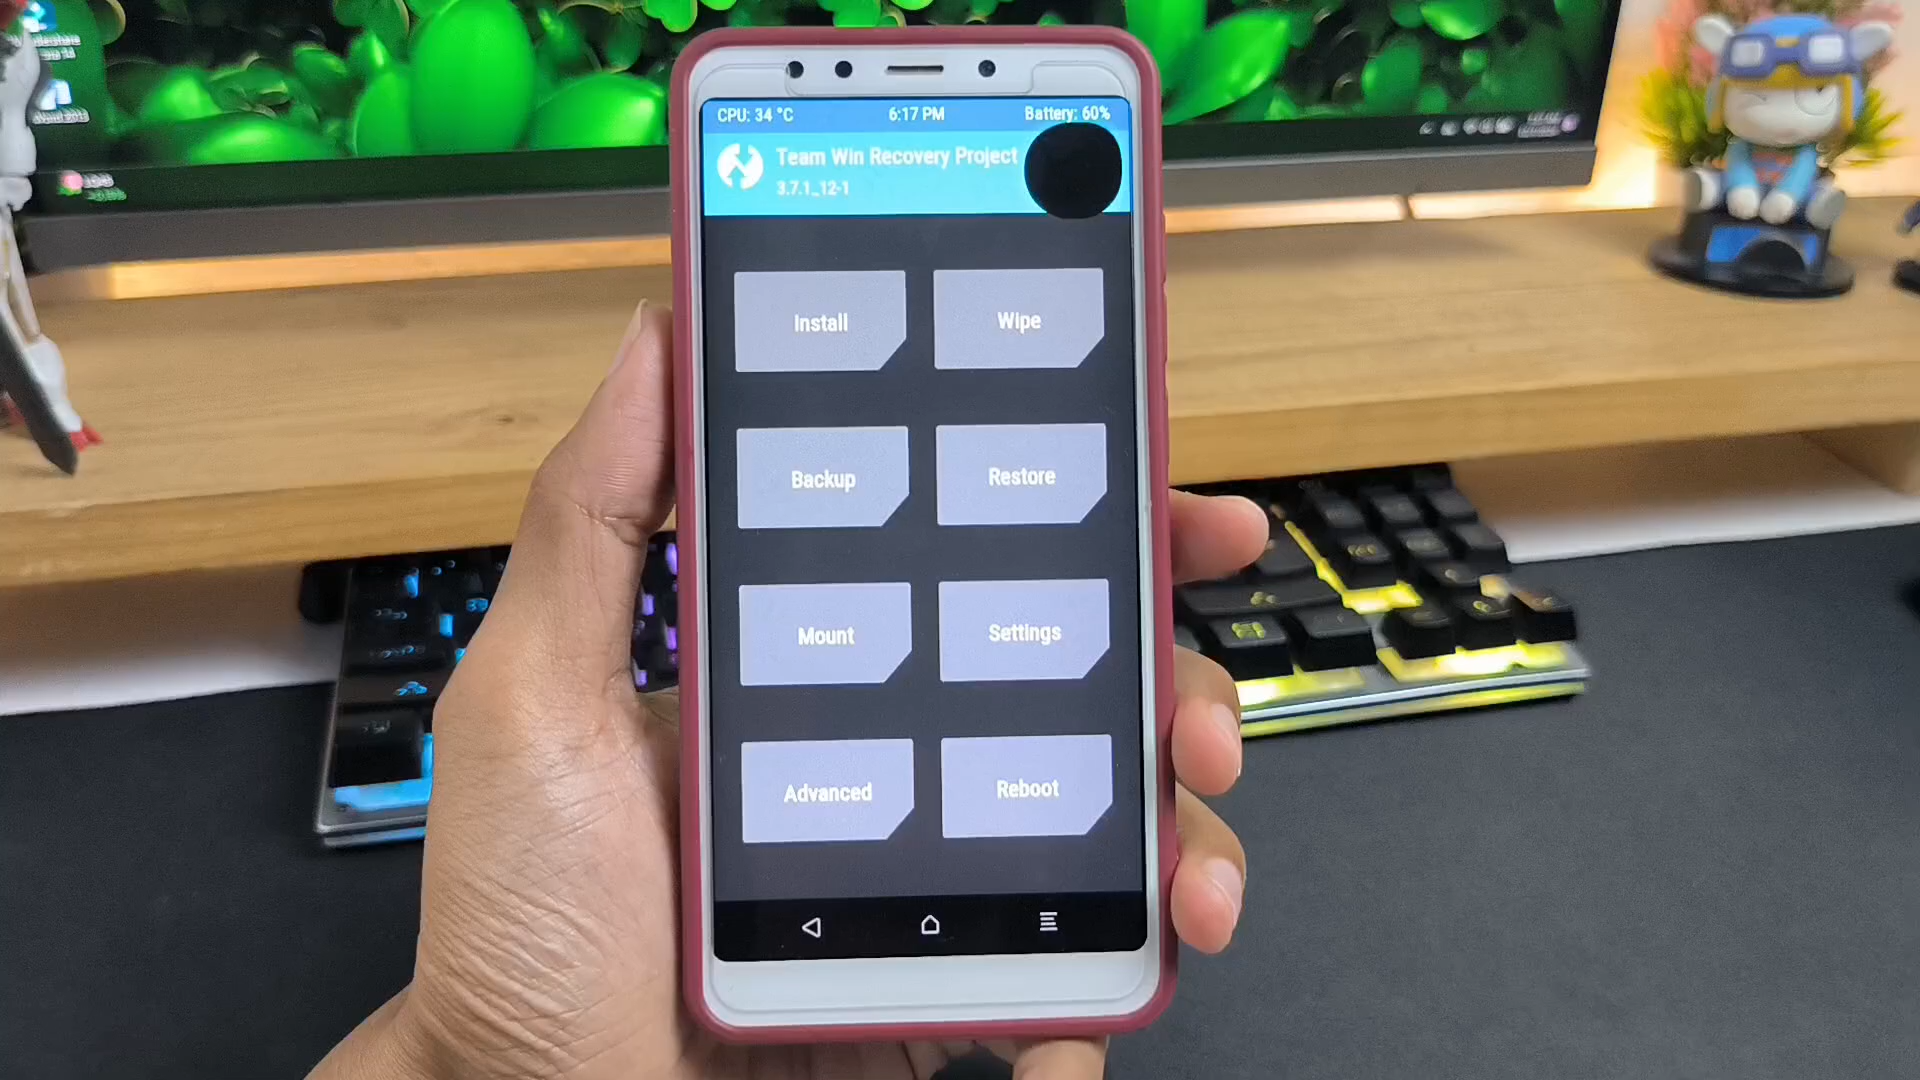 CPU: 34 °C 6:17 PM Battery: 60%
Team Win Recovery Project
3.7.1_12-1
Install Wipe
Backup Restore
Mount Settings
Advanced Reboot